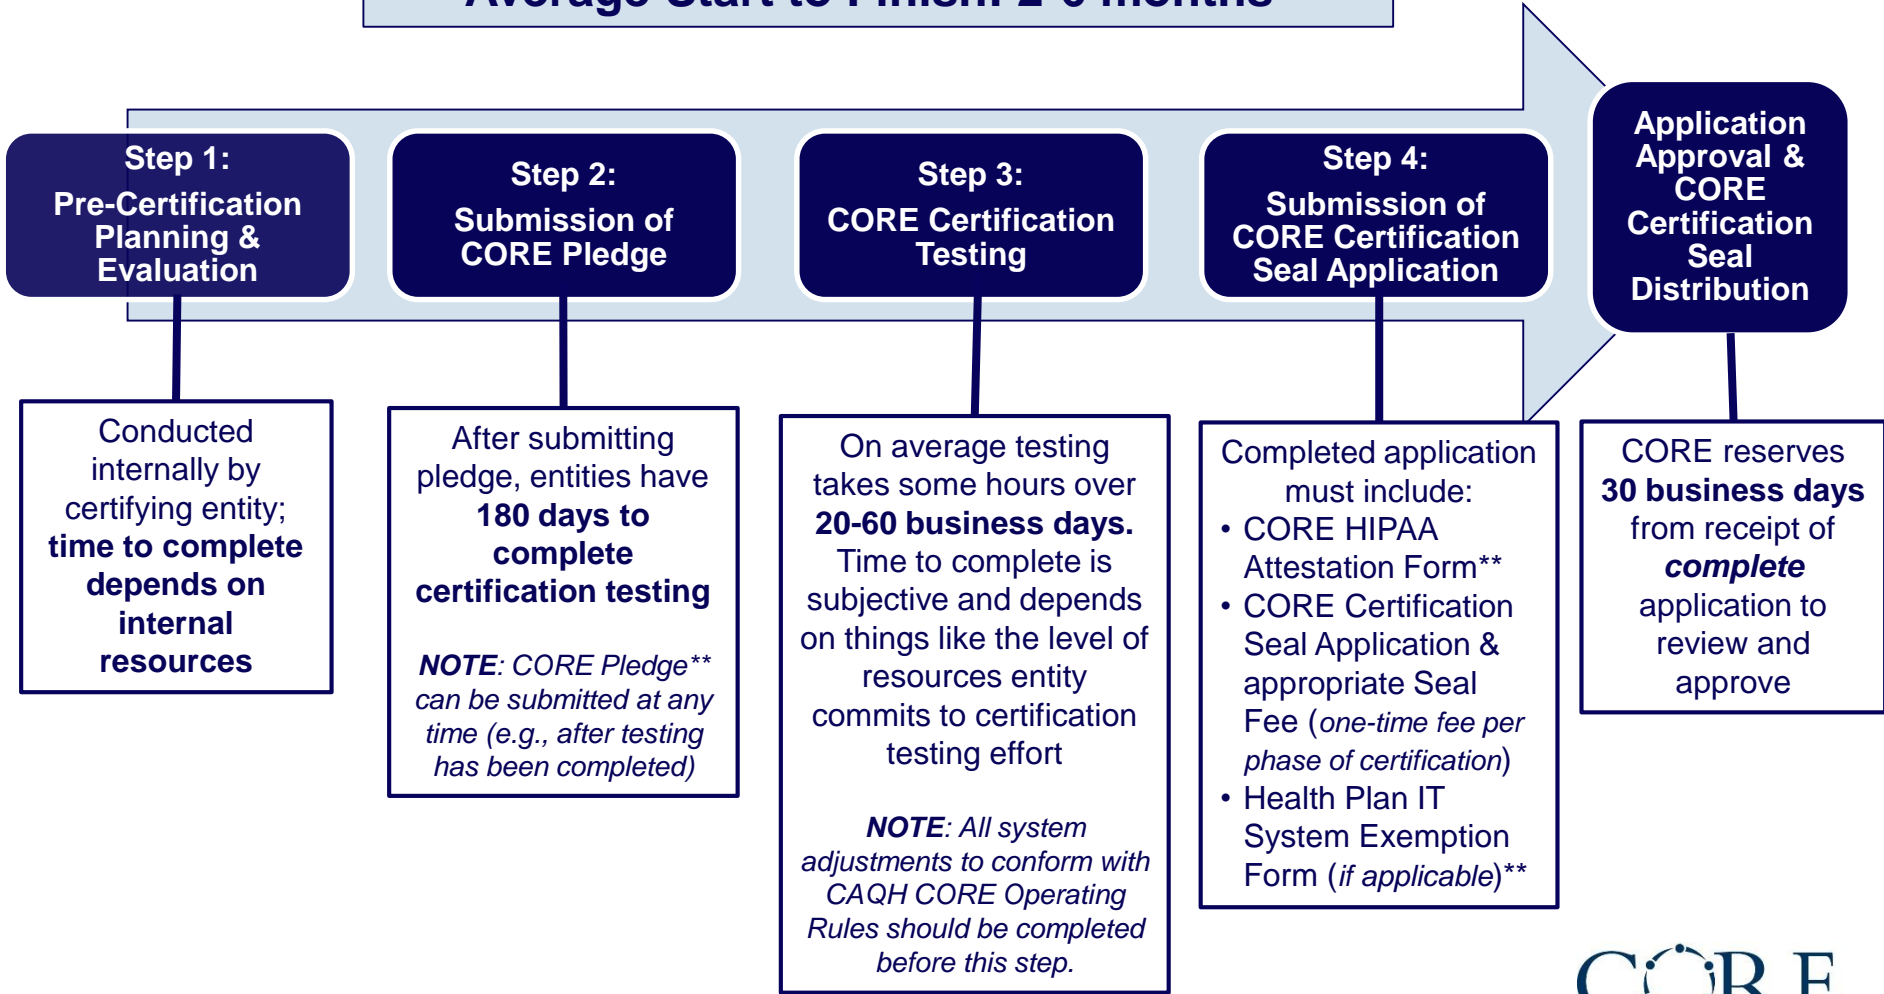 Average Start to Finish: 2-6 months
Step 1:
Pre-Certification
Planning &
Evaluation
Step 2:
Submission of
CORE Pledge
Step 3:
CORE Certification
Testing
Step 4:
Submission of
CORE Certification
Seal Application
Application
Approval &
CORE
Certification
Seal
Distribution
Conducted
internally by
certifying entity;
time to complete
depends on
internal
resources
After submitting
pledge, entities have
180 days to
complete
certification testing
NOTE: CORE Pledge**
can be submitted at any
time (e.g., after testing
has been completed)
On average testing
takes some hours over
20-60 business days.
Time to complete is
subjective and depends
on things like the level of
resources entity
commits to certification
testing effort
NOTE: All system
adjustments to conform with
CAQH CORE Operating
Rules should be completed
before this step.
Completed application
must include:
• CORE HIPAA
Attestation Form**
• CORE Certification
Seal Application &
appropriate Seal
Fee (one-time fee per
phase of certification)
• Health Plan IT
System Exemption
Form (if applicable)**
CORE reserves
30 business days
from receipt of
complete
application to
review and
approve
CORE